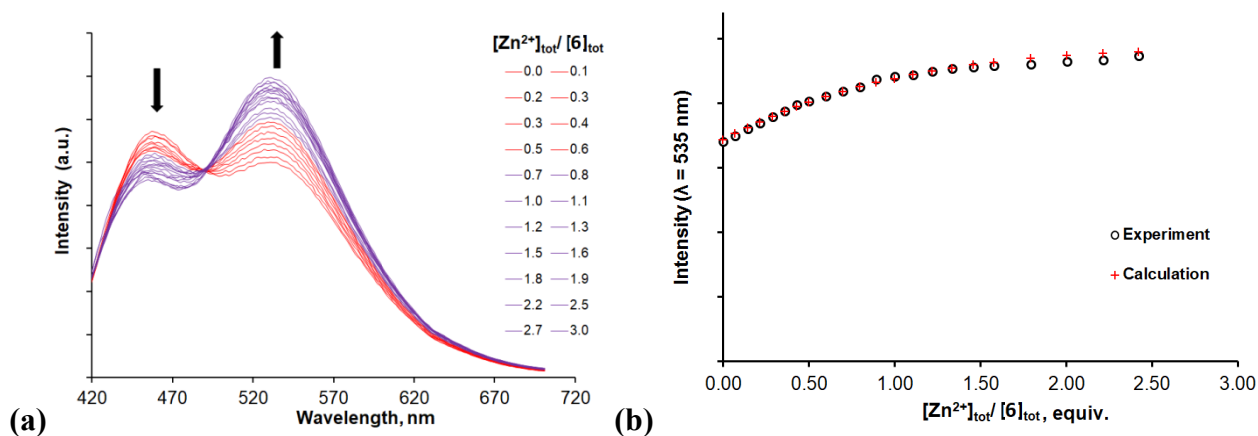 [Zn²⁺]tot/ [6]tot
0.0 0.1
0.2 0.3
0.3 0.4
0.5 0.6
0.7 0.8
1.0 1.1
1.2 1.3
1.5 1.6
1.8 1.9
2.2 2.5
2.7 3.0
Intensity (a.u.)
420 470 520 570 620 670 720
Wavelength, nm
(a)
Intensity (λ = 535 nm)
Experiment
Calculation
0.00 0.50 1.00 1.50 2.00 2.50 3.00
[Zn²⁺]tot/ [6]tot, equiv.
(b)